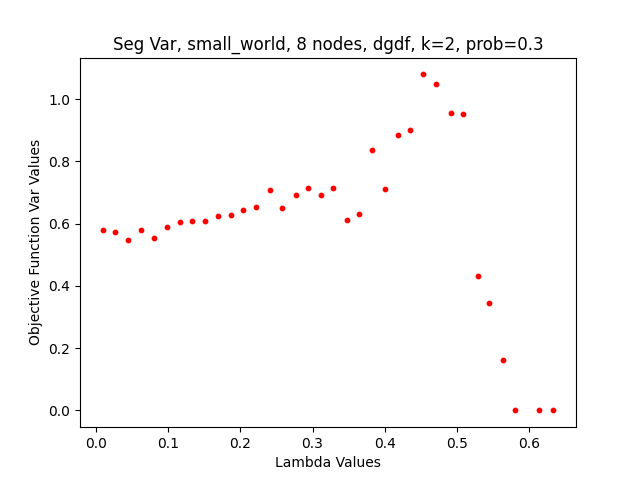 Seg Var, small_world, 8 nodes, dgdf, k=2, prob=0.3
Objective Function Var Values
1.0
0.8
0.6
0.4
0.2
0.0
0.0 0.1 0.2 0.3 0.4 0.5 0.6
Lambda Values